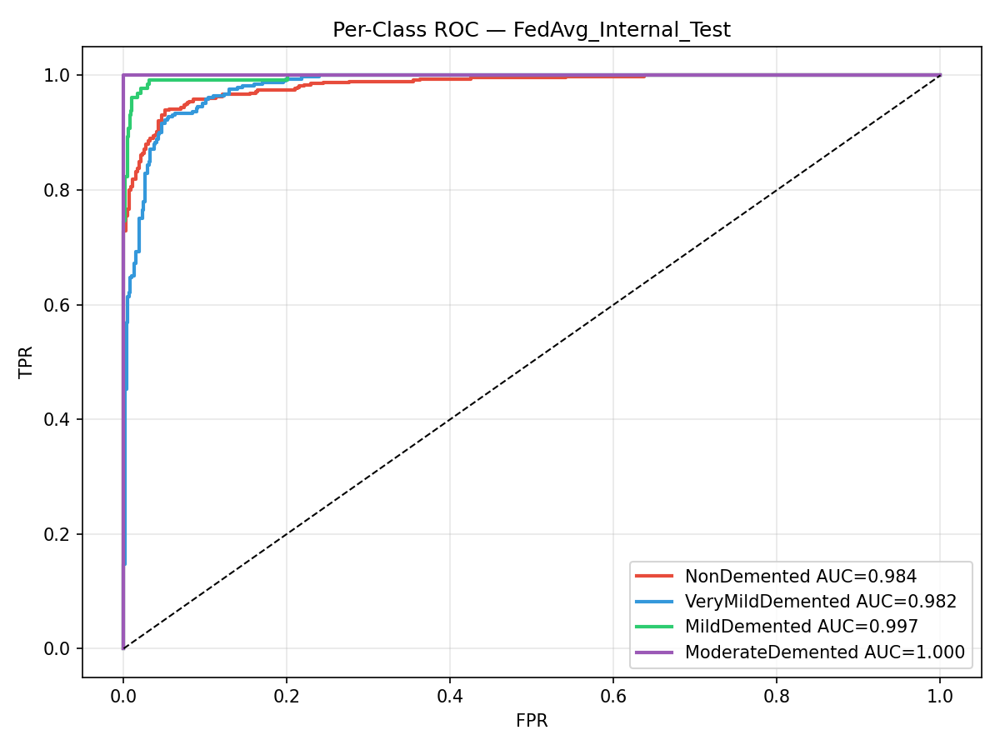 Per-Class ROC — FedAvg_Internal_Test
1.0
0.8
0.6
0.4
0.2
0.0
TPR
NonDemented AUC=0.984
VeryMildDemented AUC=0.982
MildDemented AUC=0.997
ModerateDemented AUC=1.000
0.0 0.2 0.4 0.6 0.8 1.0
FPR